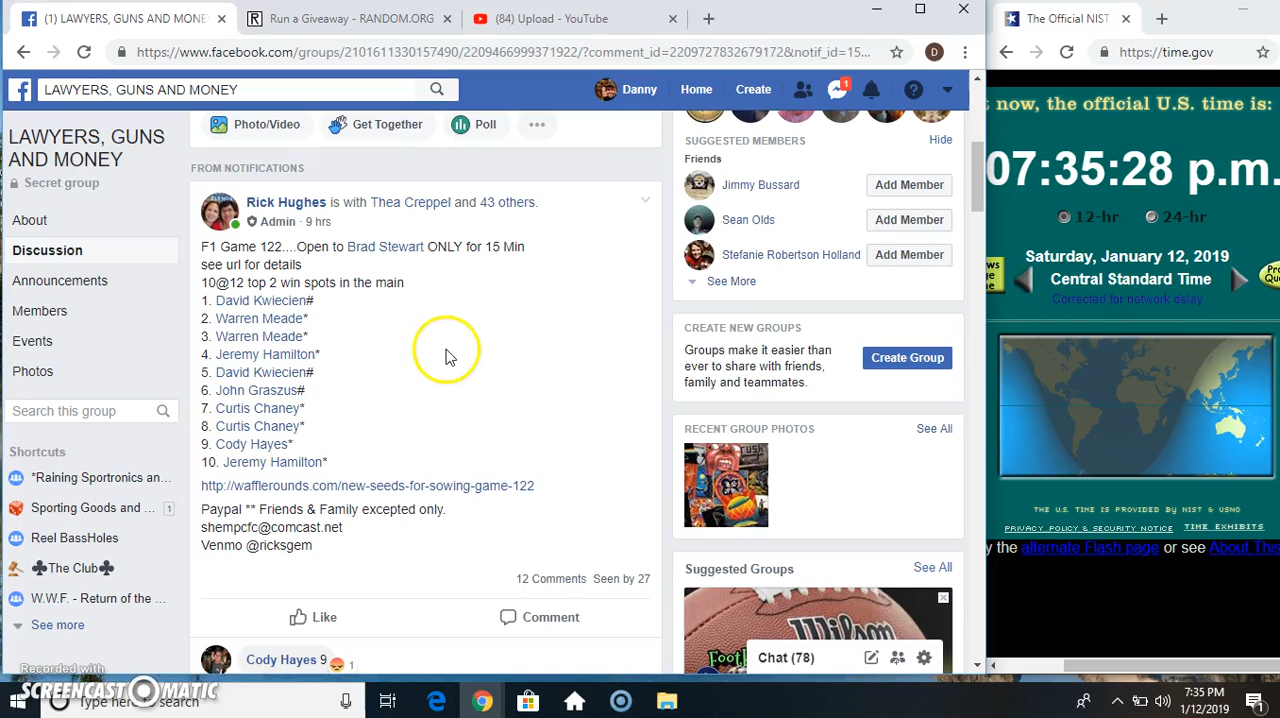 (1) LAWYERS, GUNS AND MONEY
Run a Giveaway - RANDOM.ORG
(84) Upload - YouTube
The Official NIST
https://www.facebook.com/groups/2101611330157490/2209466999371922/?comment_id=2209727832679172&notif_id=15...
D
https://time.gov
LAWYERS, GUNS AND MONEY
Danny
Home
Create
1
LAWYERS, GUNS
AND MONEY
Secret group
About
Discussion
Announcements
Members
Events
Photos
Search this group
Shortcuts
*Raining Sportronics an...
Sporting Goods and ... 1
Reel BassHoles
♣The Club♣
W.W.F. - Return of the ...
See more
Photo/Video
Get Together
Poll
FROM NOTIFICATIONS
Rick Hughes is with Thea Creppel and 43 others.
Admin · 9 hrs
F1 Game 122....Open to Brad Stewart ONLY for 15 Min
see url for details
10@12 top 2 win spots in the main
1. David Kwiecien#
2. Warren Meade*
3. Warren Meade*
4. Jeremy Hamilton*
5. David Kwiecien#
6. John Graszus#
7. Curtis Chaney*
8. Curtis Chaney*
9. Cody Hayes*
10. Jeremy Hamilton*
http://wafflerounds.com/new-seeds-for-sowing-game-122
Paypal ** Friends & Family excepted only.
shempcfc@comcast.net
Venmo @ricksgem
12 Comments Seen by 27
Like
Comment
Cody Hayes 9
1
SUGGESTED MEMBERS
Hide
Friends
Jimmy Bussard
Add Member
Sean Olds
Add Member
Stefanie Robertson Holland
Add Member
See More
CREATE NEW GROUPS
Groups make it easier than
ever to share with friends,
family and teammates.
Create Group
RECENT GROUP PHOTOS
See All
Suggested Groups
See All
Chat (78)
t now, the official U.S. time is:
07:35:28 p.m.
12-hr
24-hr
Saturday, January 12, 2019
Central Standard Time
Corrected for network delay
THE U.S. TIME IS PROVIDED BY NIST & USNO
PRIVACY POLICY & SECURITY NOTICE
TIME EXHIBITS
y the alternate Flash page or see About This
Recorded with
SCREENCAST-O-MATIC
Type here
7:35 PM
1/12/2019
1